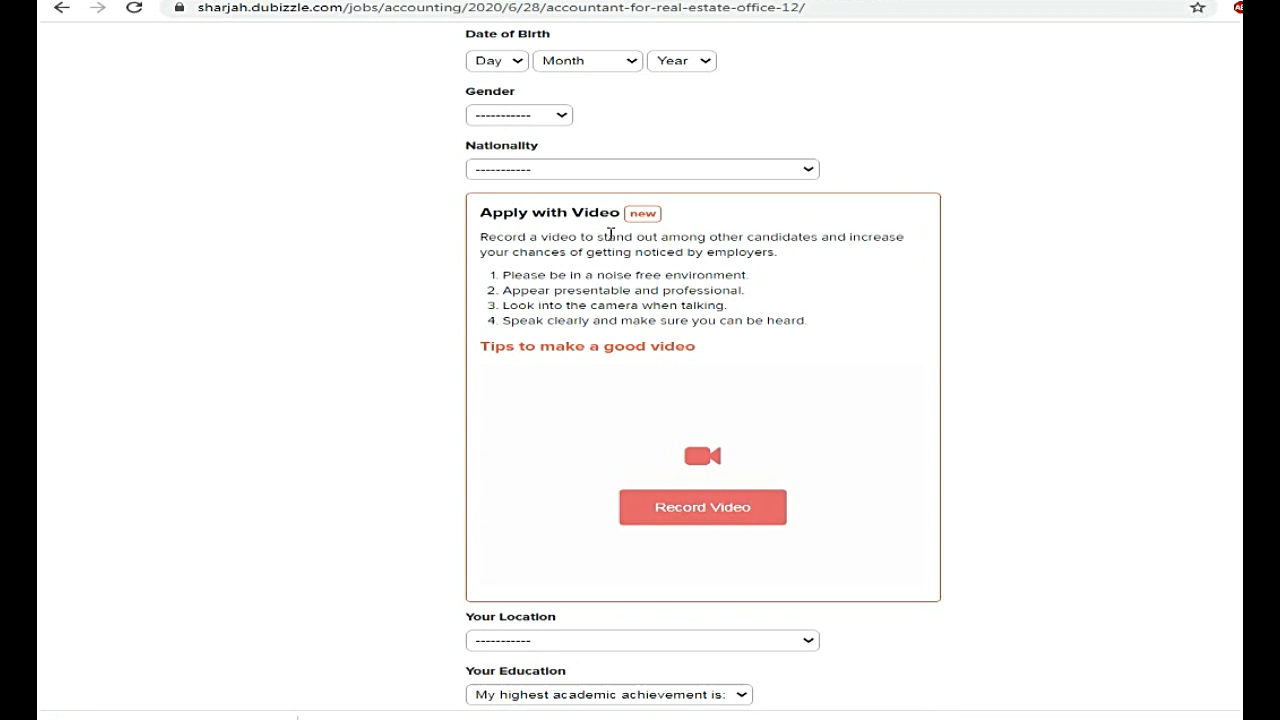 sharjah.dubizzle.com/jobs/accounting/2020/6/28/accountant-for-real-estate-office-12/
Date of Birth
Day Month Year
Gender
-----------
Nationality
-----------
Apply with Video new
Record a video to stand out among other candidates and increase
your chances of getting noticed by employers.
1. Please be in a noise free environment.
2. Appear presentable and professional.
3. Look into the camera when talking.
4. Speak clearly and make sure you can be heard.
Tips to make a good video
Record Video
Your Location
-----------
Your Education
My highest academic achievement is: